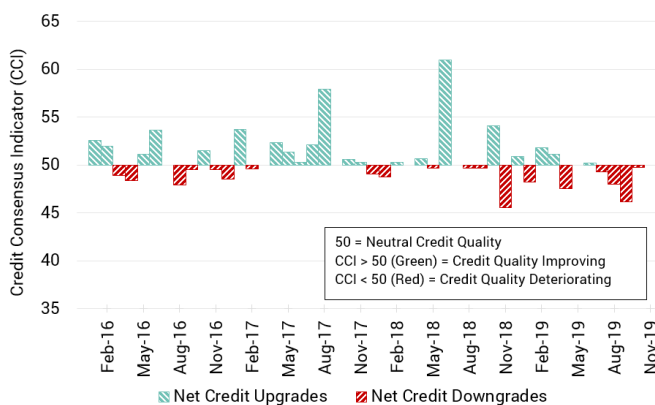 Credit Consensus Indicator (CCI)
65
60
55
50
45
40
35
50 = Neutral Credit Quality
CCI > 50 (Green) = Credit Quality Improving
CCI < 50 (Red) = Credit Quality Deteriorating
Feb-16
May-16
Aug-16
Nov-16
Feb-17
May-17
Aug-17
Nov-17
Feb-18
May-18
Aug-18
Nov-18
Feb-19
May-19
Aug-19
Nov-19
Net Credit Upgrades
Net Credit Downgrades